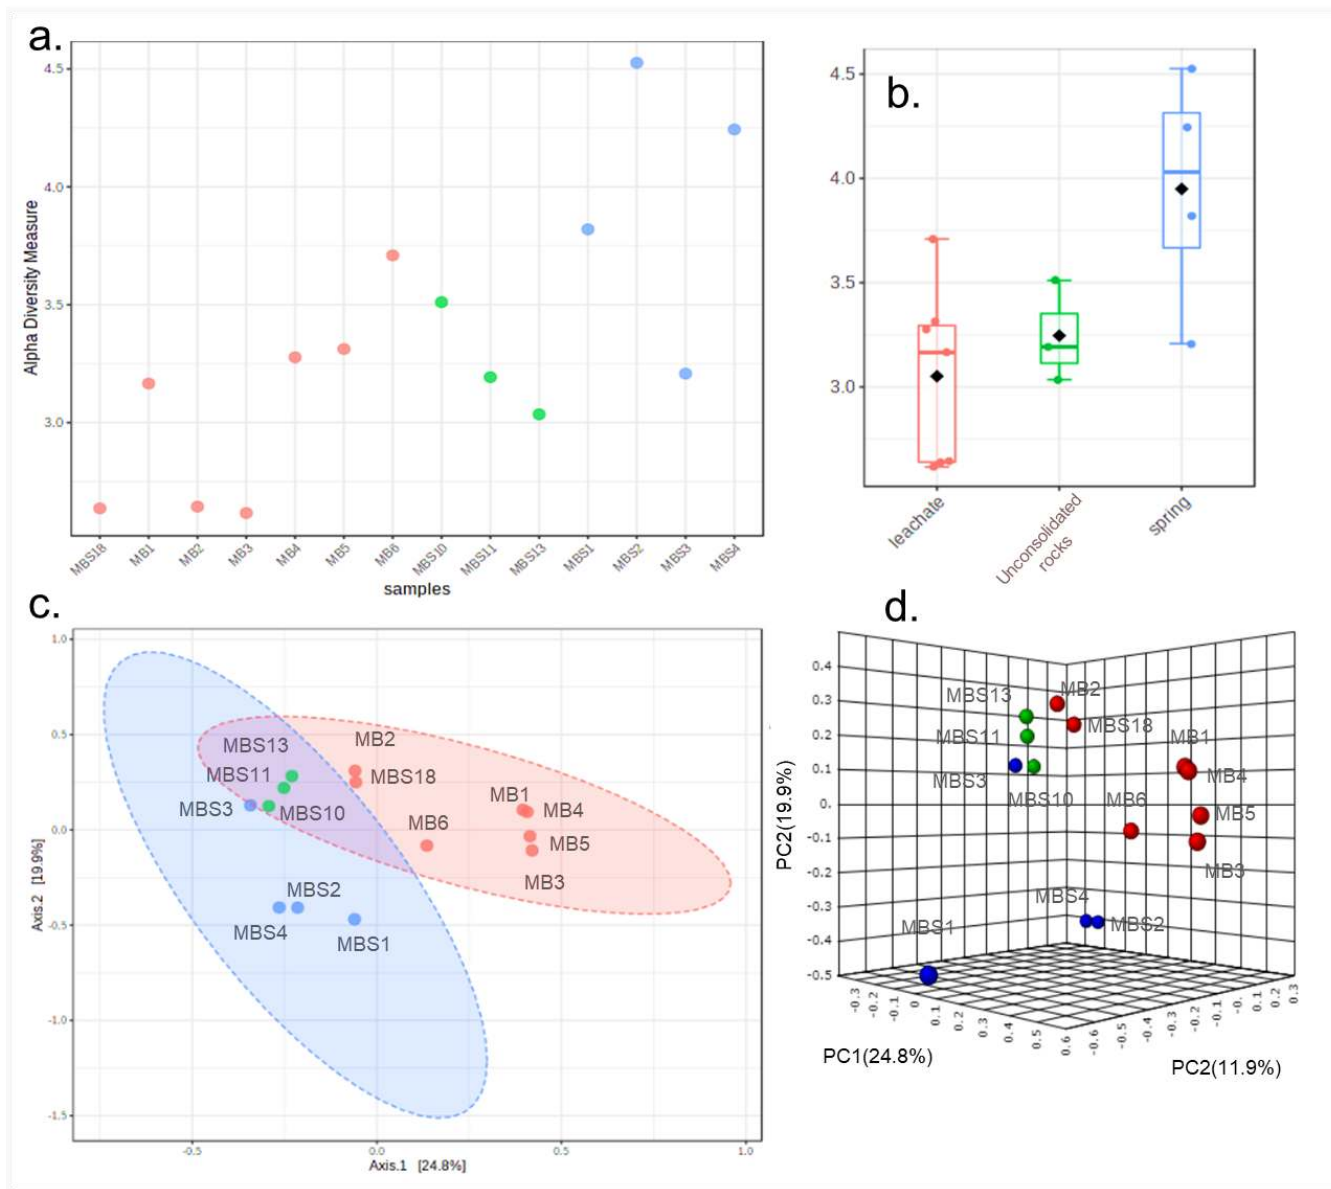 a.
4.5
4.0
3.5
3.0
Alpha Diversity Measure
MBS18
MB1
MB2
MB3
MB4
MB5
MB6
MBS10
MBS11
MBS13
MBS1
MBS2
MBS3
MBS4
samples
b.
4.5
4.0
3.5
3.0
leachate
Unconsolidated
rocks
spring
c.
1.0
0.5
0.0
-0.5
-1.0
-1.5
Axis.2 [19.9%]
MBS13
MB2
MBS11
MBS18
MBS3
MBS10
MB1
MB4
MB6
MB5
MB3
MBS2
MBS4
MBS1
-0.5
0.0
0.5
1.0
Axis.1 [24.8%]
d.
0.4
0.3
0.2
0.1
0.
-0.1
-0.2
-0.3
-0.4
-0.5
PC2(19.9%)
MBS13
MB2
MBS11
MBS18
MB1
MBS3
MB4
MBS10
MB6
MB5
MB3
MBS4
MBS1
MBS2
-0.3
-0.2
-0.1
0
0.1
0.2
0.3
0.4
0.5
0.6
-0.6
-0.5
-0.4
-0.3
-0.2
-0.1
-0.
0.1
0.2
0.3
PC1(24.8%)
PC2(11.9%)